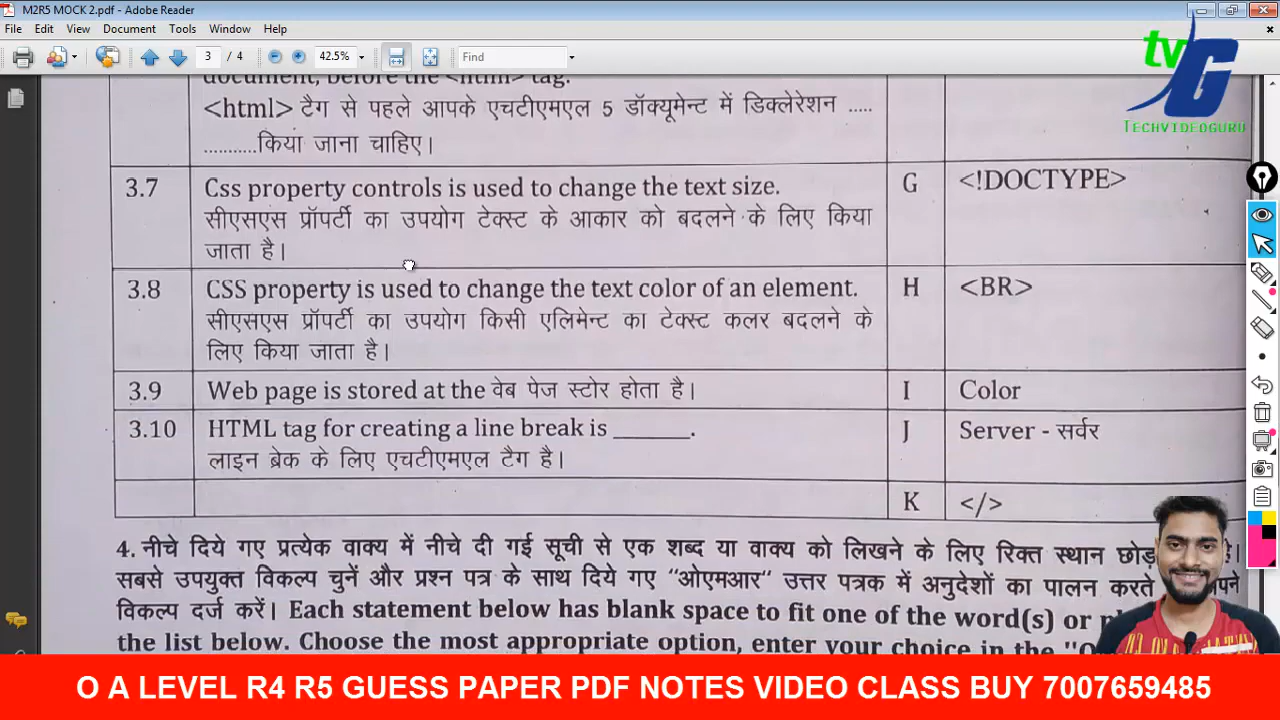 M2R5 MOCK 2.pdf - Adobe Reader
File Edit View Document Tools Window Help
3 / 4 42.5% Find
tv G
TECHVIDEOGURU
document, before the <html> tag.
<html> टैग से पहले आपके एचटीएमएल 5 डॉक्यूमेन्ट में डिक्लेरेशन .....
...........किया जाना चाहिए।
3.7 Css property controls is used to change the text size. G <!DOCTYPE>
सीएसएस प्रॉपर्टी का उपयोग टेक्स्ट के आकार को बदलने के लिए किया
जाता है।
3.8 CSS property is used to change the text color of an element. H <BR>
सीएसएस प्रॉपर्टी का उपयोग किसी एलिमेन्ट का टेक्स्ट कलर बदलने के
लिए किया जाता है।
3.9 Web page is stored at the वेब पेज स्टोर होता है। I Color
3.10 HTML tag for creating a line break is ________. J Server - सर्वर
लाइन ब्रेक के लिए एचटीएमएल टैग है।
K </>
4. नीचे दिये गए प्रत्येक वाक्य में नीचे दी गई सूची से एक शब्द या वाक्य को लिखने के लिए रिक्त स्थान
सबसे उपयुक्त विकल्प चुनें और प्रश्न पत्र के साथ दिये गए "ओएमआर" उत्तर पत्रक में अनुदेशों का पालन करते
विकल्प दर्ज करें। Each statement below has blank space to fit one of the word(s) or
the list below. Choose the most appropriate option, enter your choice in the
O A LEVEL R4 R5 GUESS PAPER PDF NOTES VIDEO CLASS BUY 7007659485